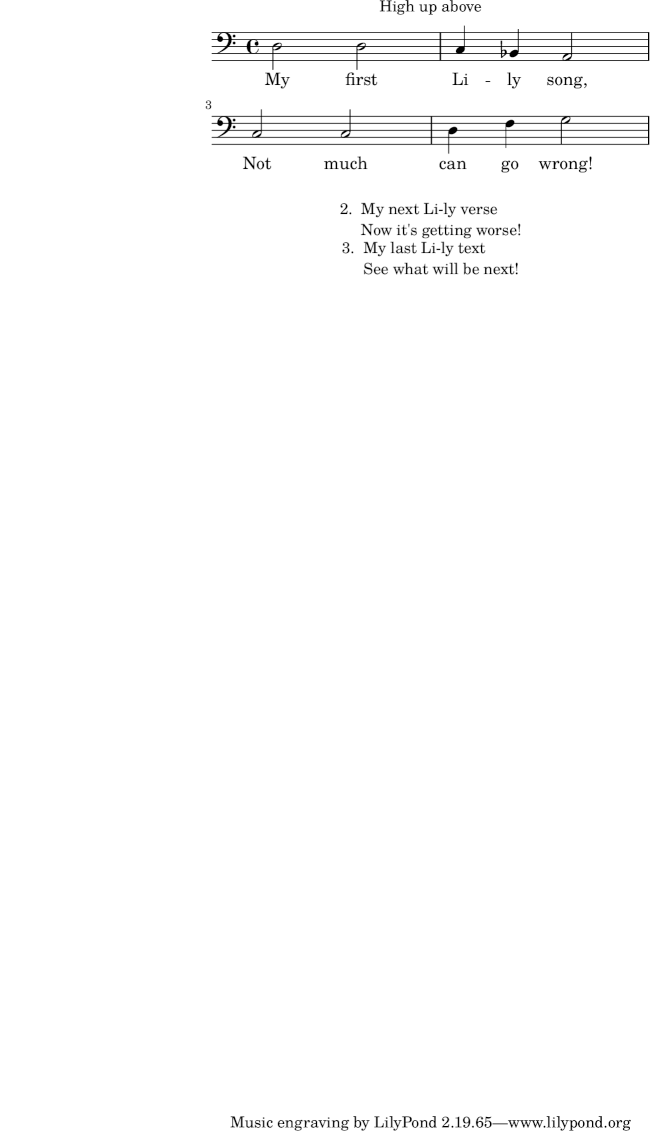 High up above
My first Li - ly song,
3
Not much can go wrong!
2. My next Li-ly verse
Now it's getting worse!
3. My last Li-ly text
See what will be next!
Music engraving by LilyPond 2.19.65—www.lilypond.org